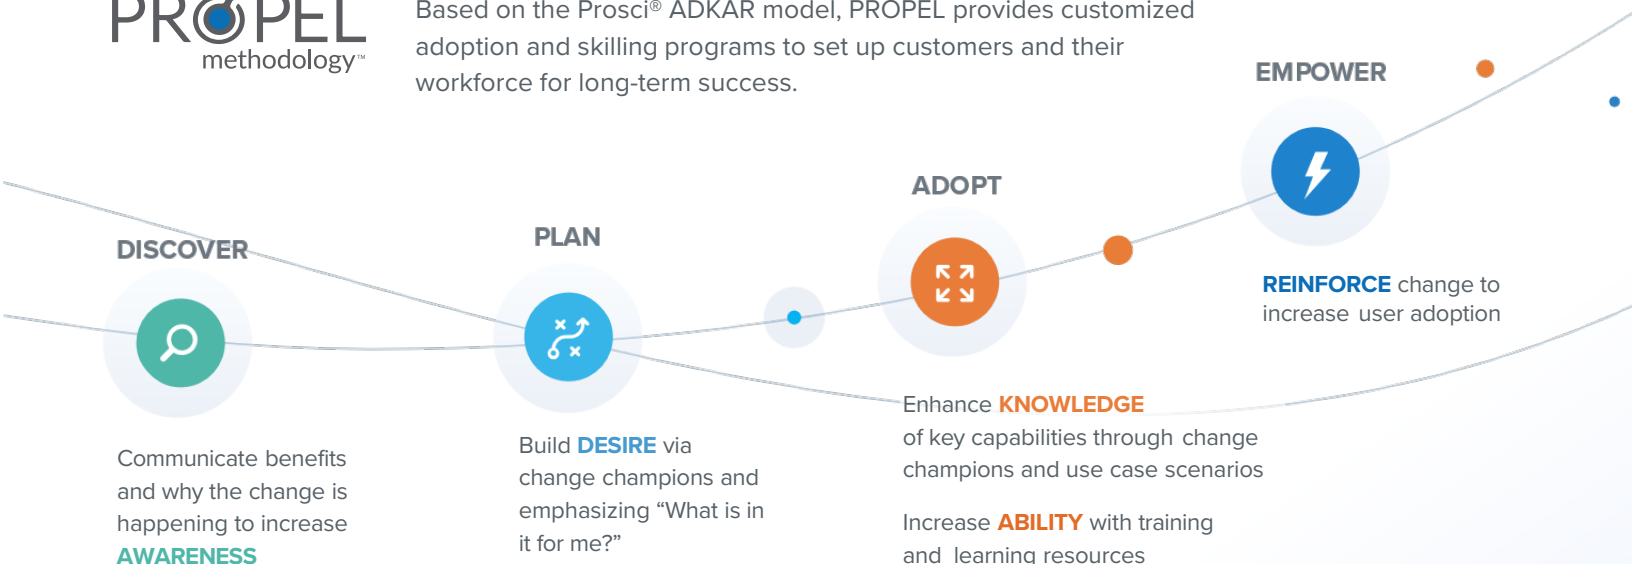 PROPEL
methodology™
Based on the Prosci® ADKAR model, PROPEL provides customized
adoption and skilling programs to set up customers and their
workforce for long-term success.
DISCOVER
Communicate benefits
and why the change is
happening to increase
AWARENESS
PLAN
Build DESIRE via
change champions and
emphasizing “What is in
it for me?”
ADOPT
Enhance KNOWLEDGE
of key capabilities through change
champions and use case scenarios
Increase ABILITY with training
and learning resources
EMPOWER
REINFORCE change to
increase user adoption